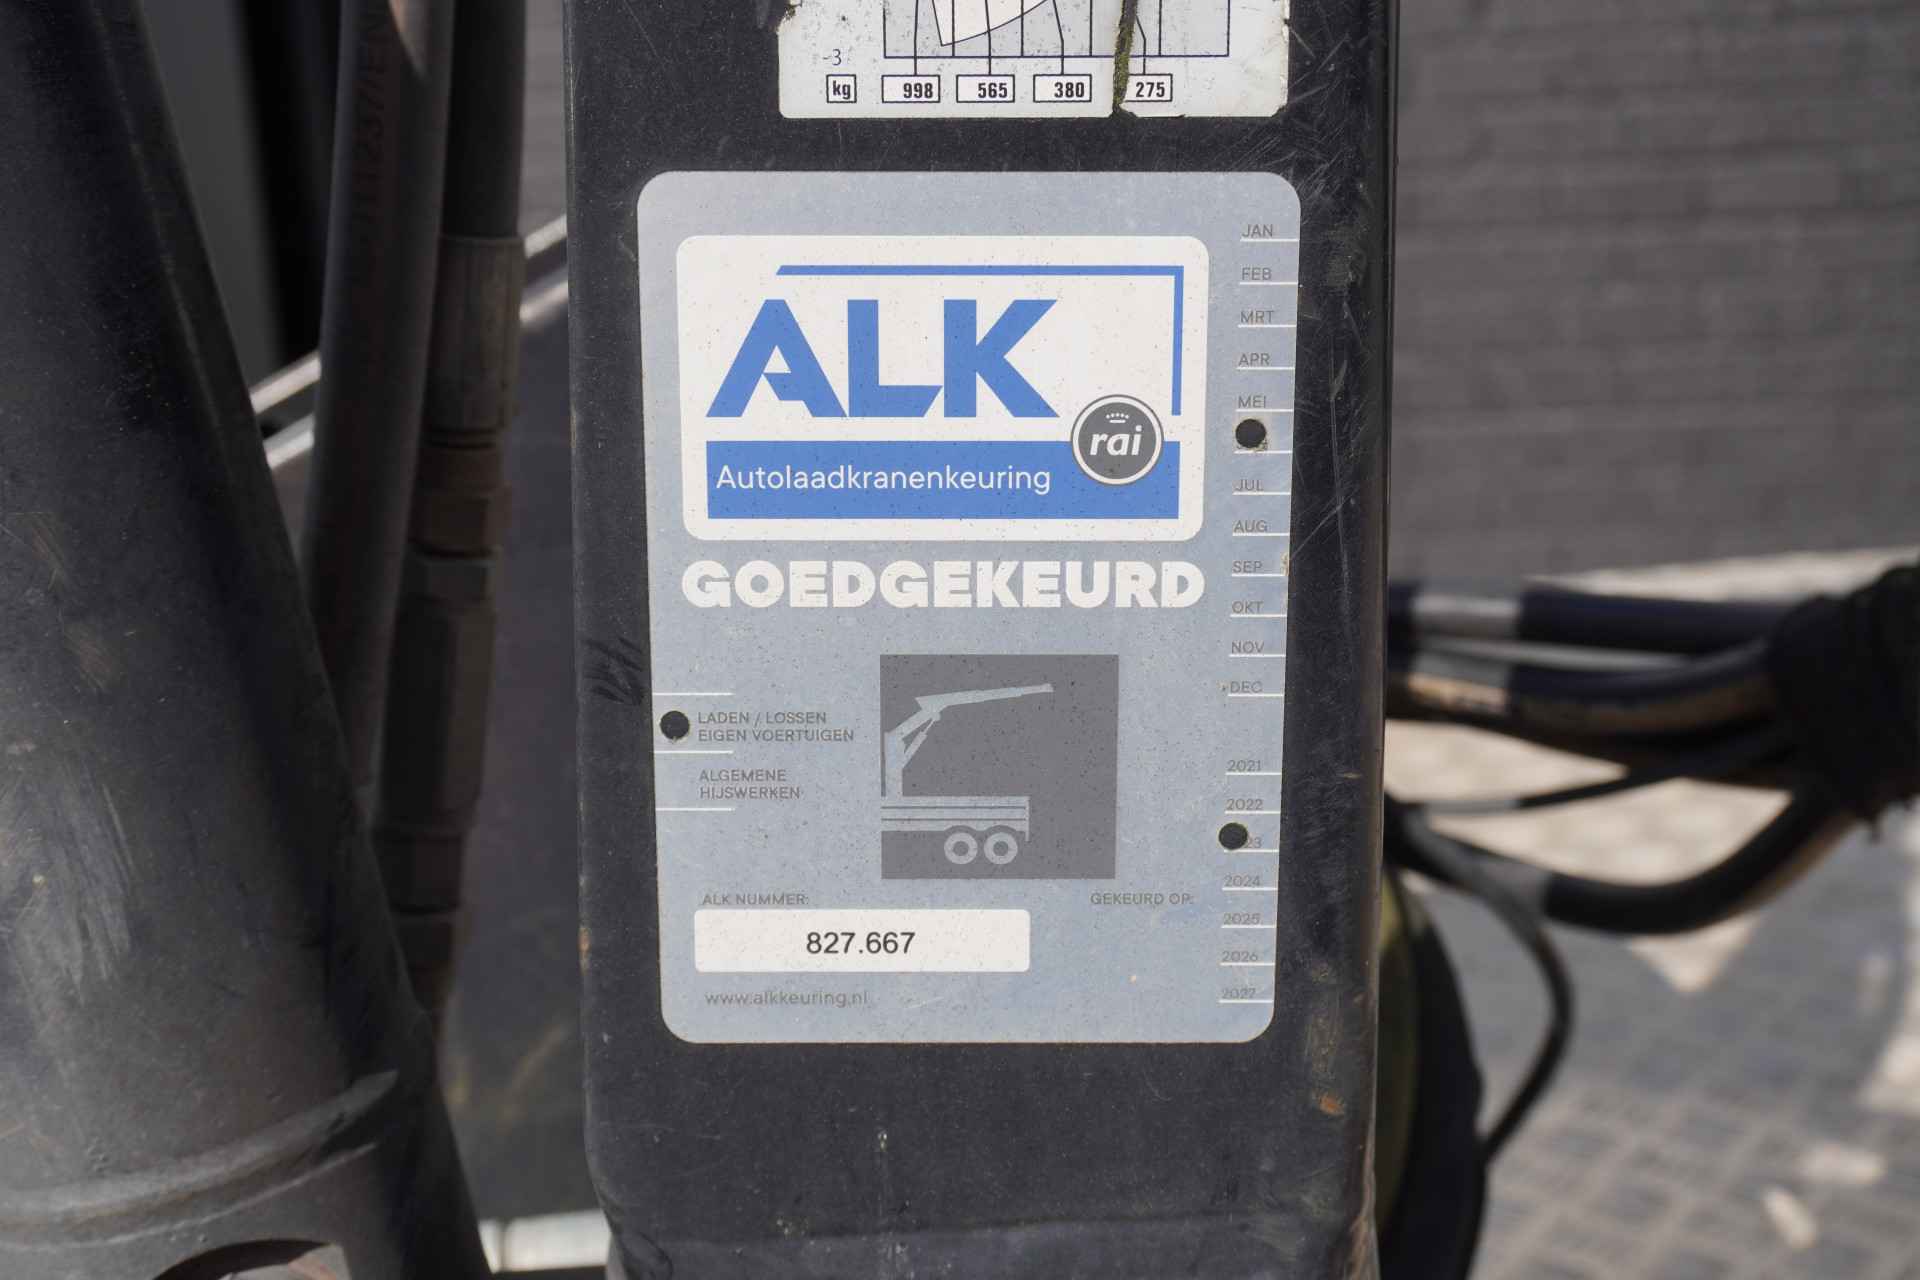 -3
kg 998 565 380 275
ALK
rai
Autolaadkranenkeuring
GOEDGEKEURD
JAN
FEB
MRT
APR
MEI
JUL
AUG
SEP
OKT
NOV
DEC
LADEN / LOSSEN
EIGEN VOERTUIGEN
ALGEMENE
HIJSWERKEN
2021
2022
23
2024
2025
2026
2027
ALK NUMMER:
GEKEURD OP:
827.667
www.alkkeuring.nl